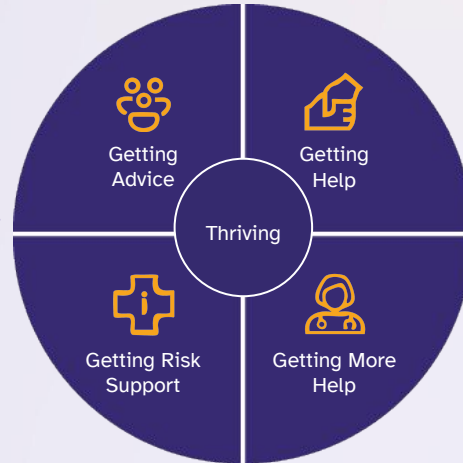 Getting
Advice
Getting
Help
Thriving
Getting Risk
Support
Getting More
Help